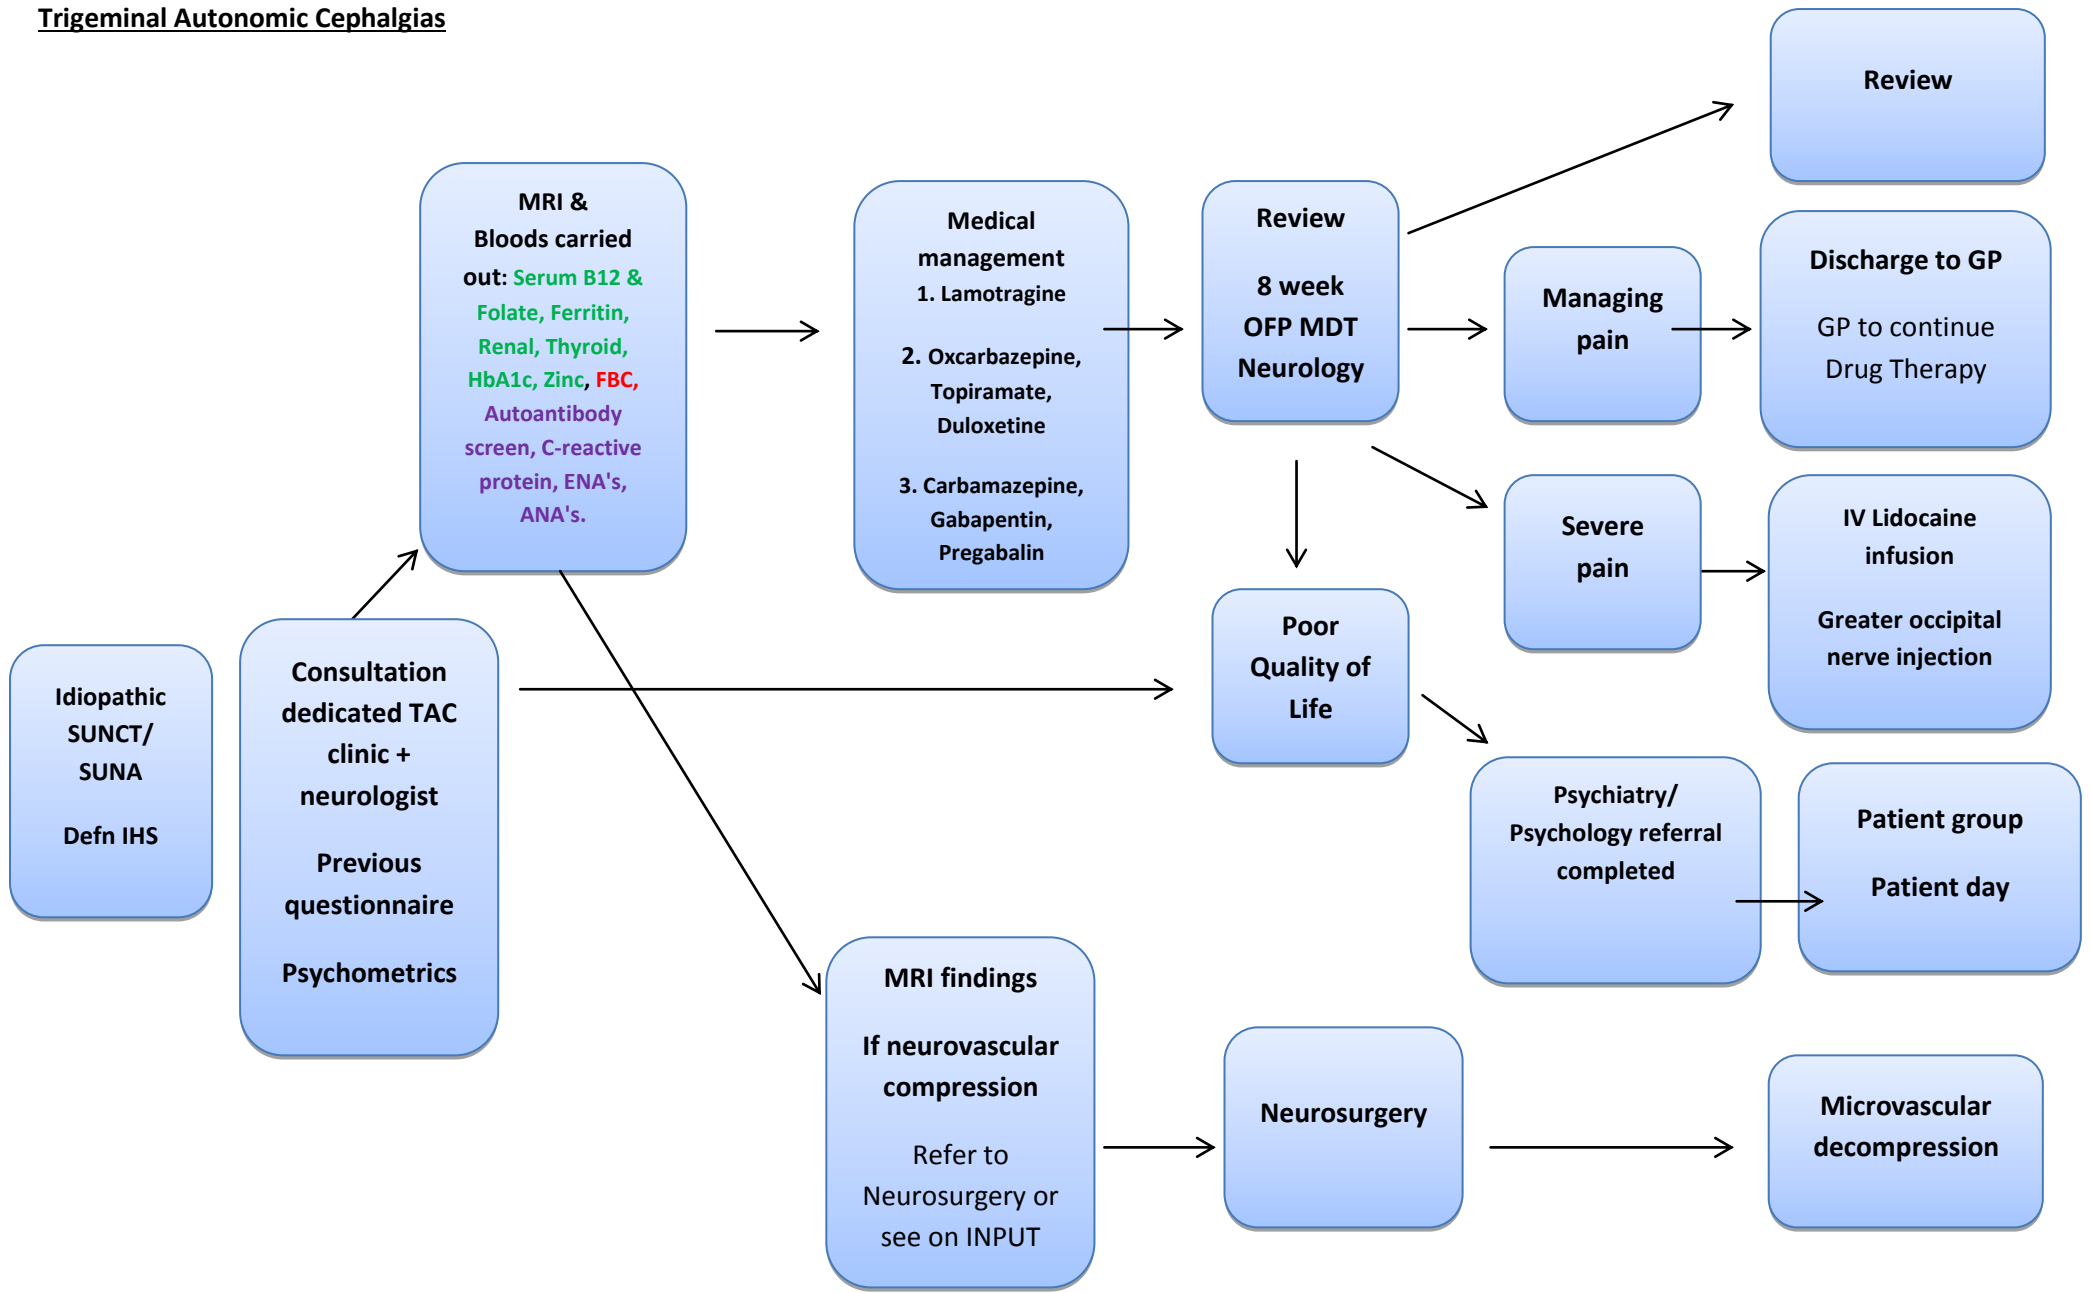 Trigeminal Autonomic Cephalgias
Idiopathic
SUNCT/
SUNA
Defn IHS
Consultation
dedicated TAC
clinic +
neurologist
Previous
questionnaire
Psychometrics
MRI &
Bloods carried
out: Serum B12 &
Folate, Ferritin,
Renal, Thyroid,
HbA1c, Zinc, FBC,
Autoantibody
screen, C-reactive
protein, ENA's,
ANA's.
Medical
management
1. Lamotragine
2. Oxcarbazepine,
Topiramate,
Duloxetine
3. Carbamazepine,
Gabapentin,
Pregabalin
Review
8 week
OFP MDT
Neurology
Review
Managing
pain
Discharge to GP
GP to continue
Drug Therapy
Severe
pain
IV Lidocaine
infusion
Greater occipital
nerve injection
Poor
Quality of
Life
Psychiatry/
Psychology referral
completed
Patient group
Patient day
MRI findings
If neurovascular
compression
Refer to
Neurosurgery or
see on INPUT
Neurosurgery
Microvascular
decompression